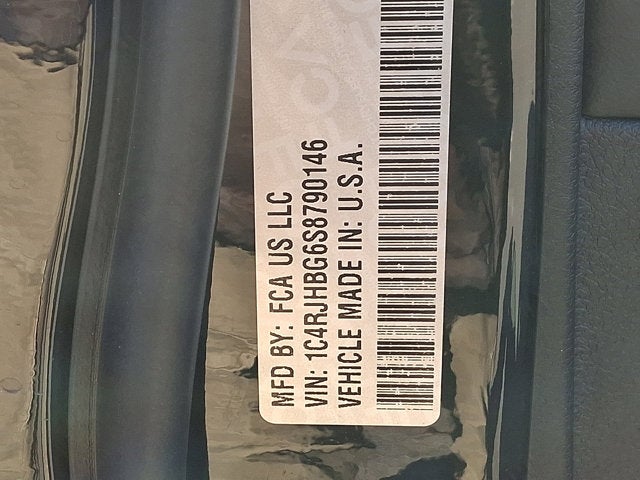 MFD BY: FCA US LLC
VIN: 1C4RJHBG6S8790146
VEHICLE MADE IN: U.S.A.